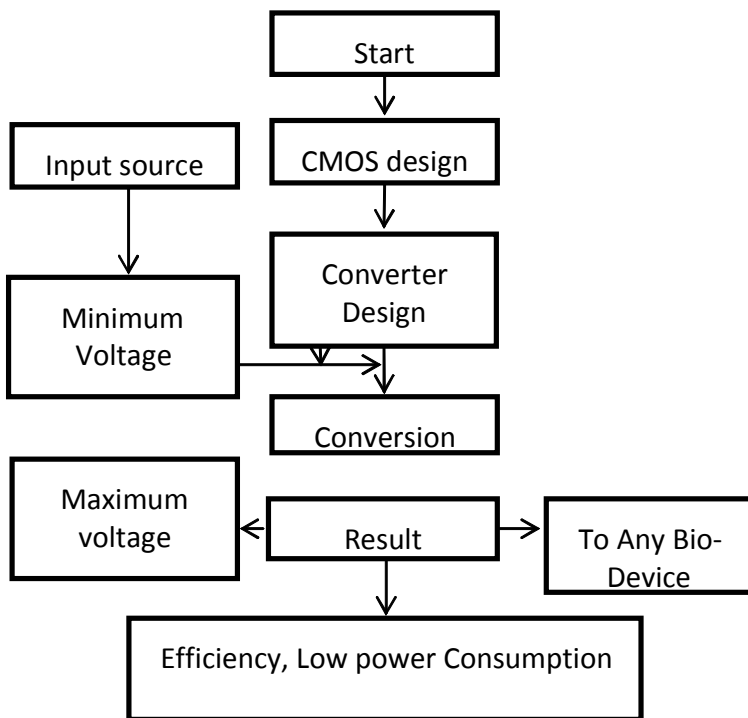 Start
Input source
CMOS design
Converter
Design
Minimum
Voltage
Conversion
Maximum
voltage
Result
To Any Bio-
Device
Efficiency, Low power Consumption